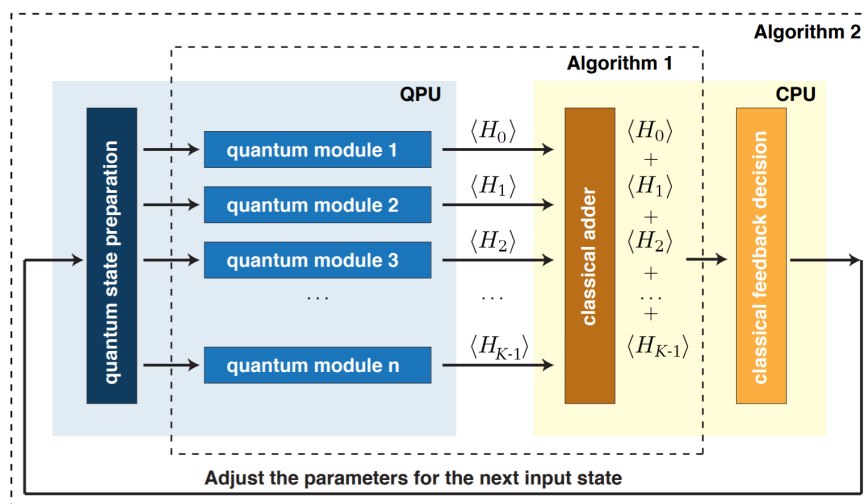 Algorithm 2
Algorithm 1
QPU
CPU
quantum state preparation
quantum module 1
quantum module 2
quantum module 3
...
quantum module n
⟨H₀⟩
⟨H₁⟩
⟨H₂⟩
...
⟨H_{K-1}⟩
classical adder
⟨H₀⟩
+
⟨H₁⟩
+
⟨H₂⟩
+
...
+
⟨H_{K-1}⟩
classical feedback decision
Adjust the parameters for the next input state